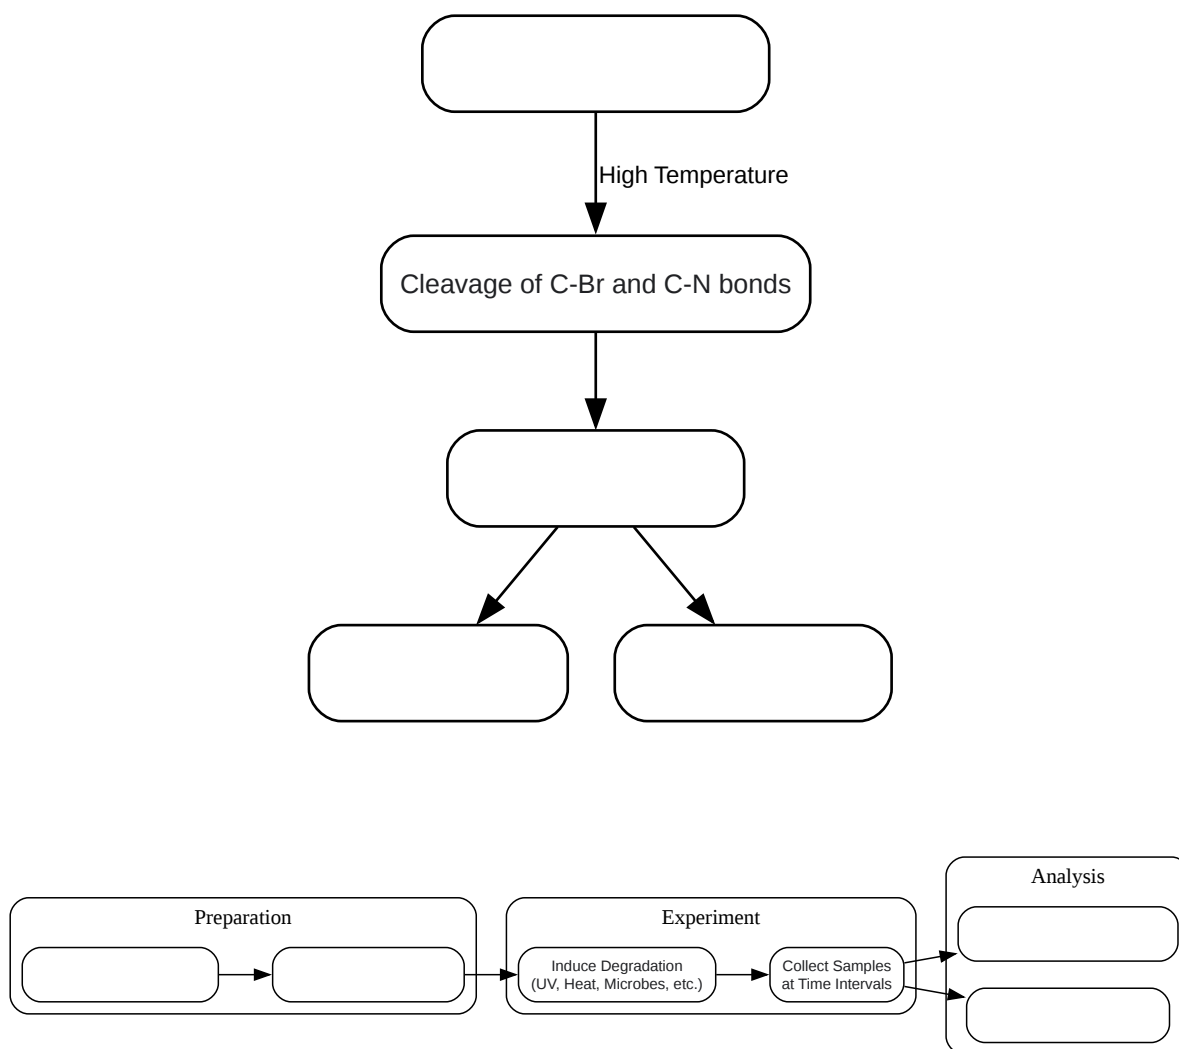 High Temperature
Cleavage of C-Br and C-N bonds
Preparation
Experiment
Induce Degradation
(UV, Heat, Microbes, etc.)
Collect Samples
at Time Intervals
Analysis